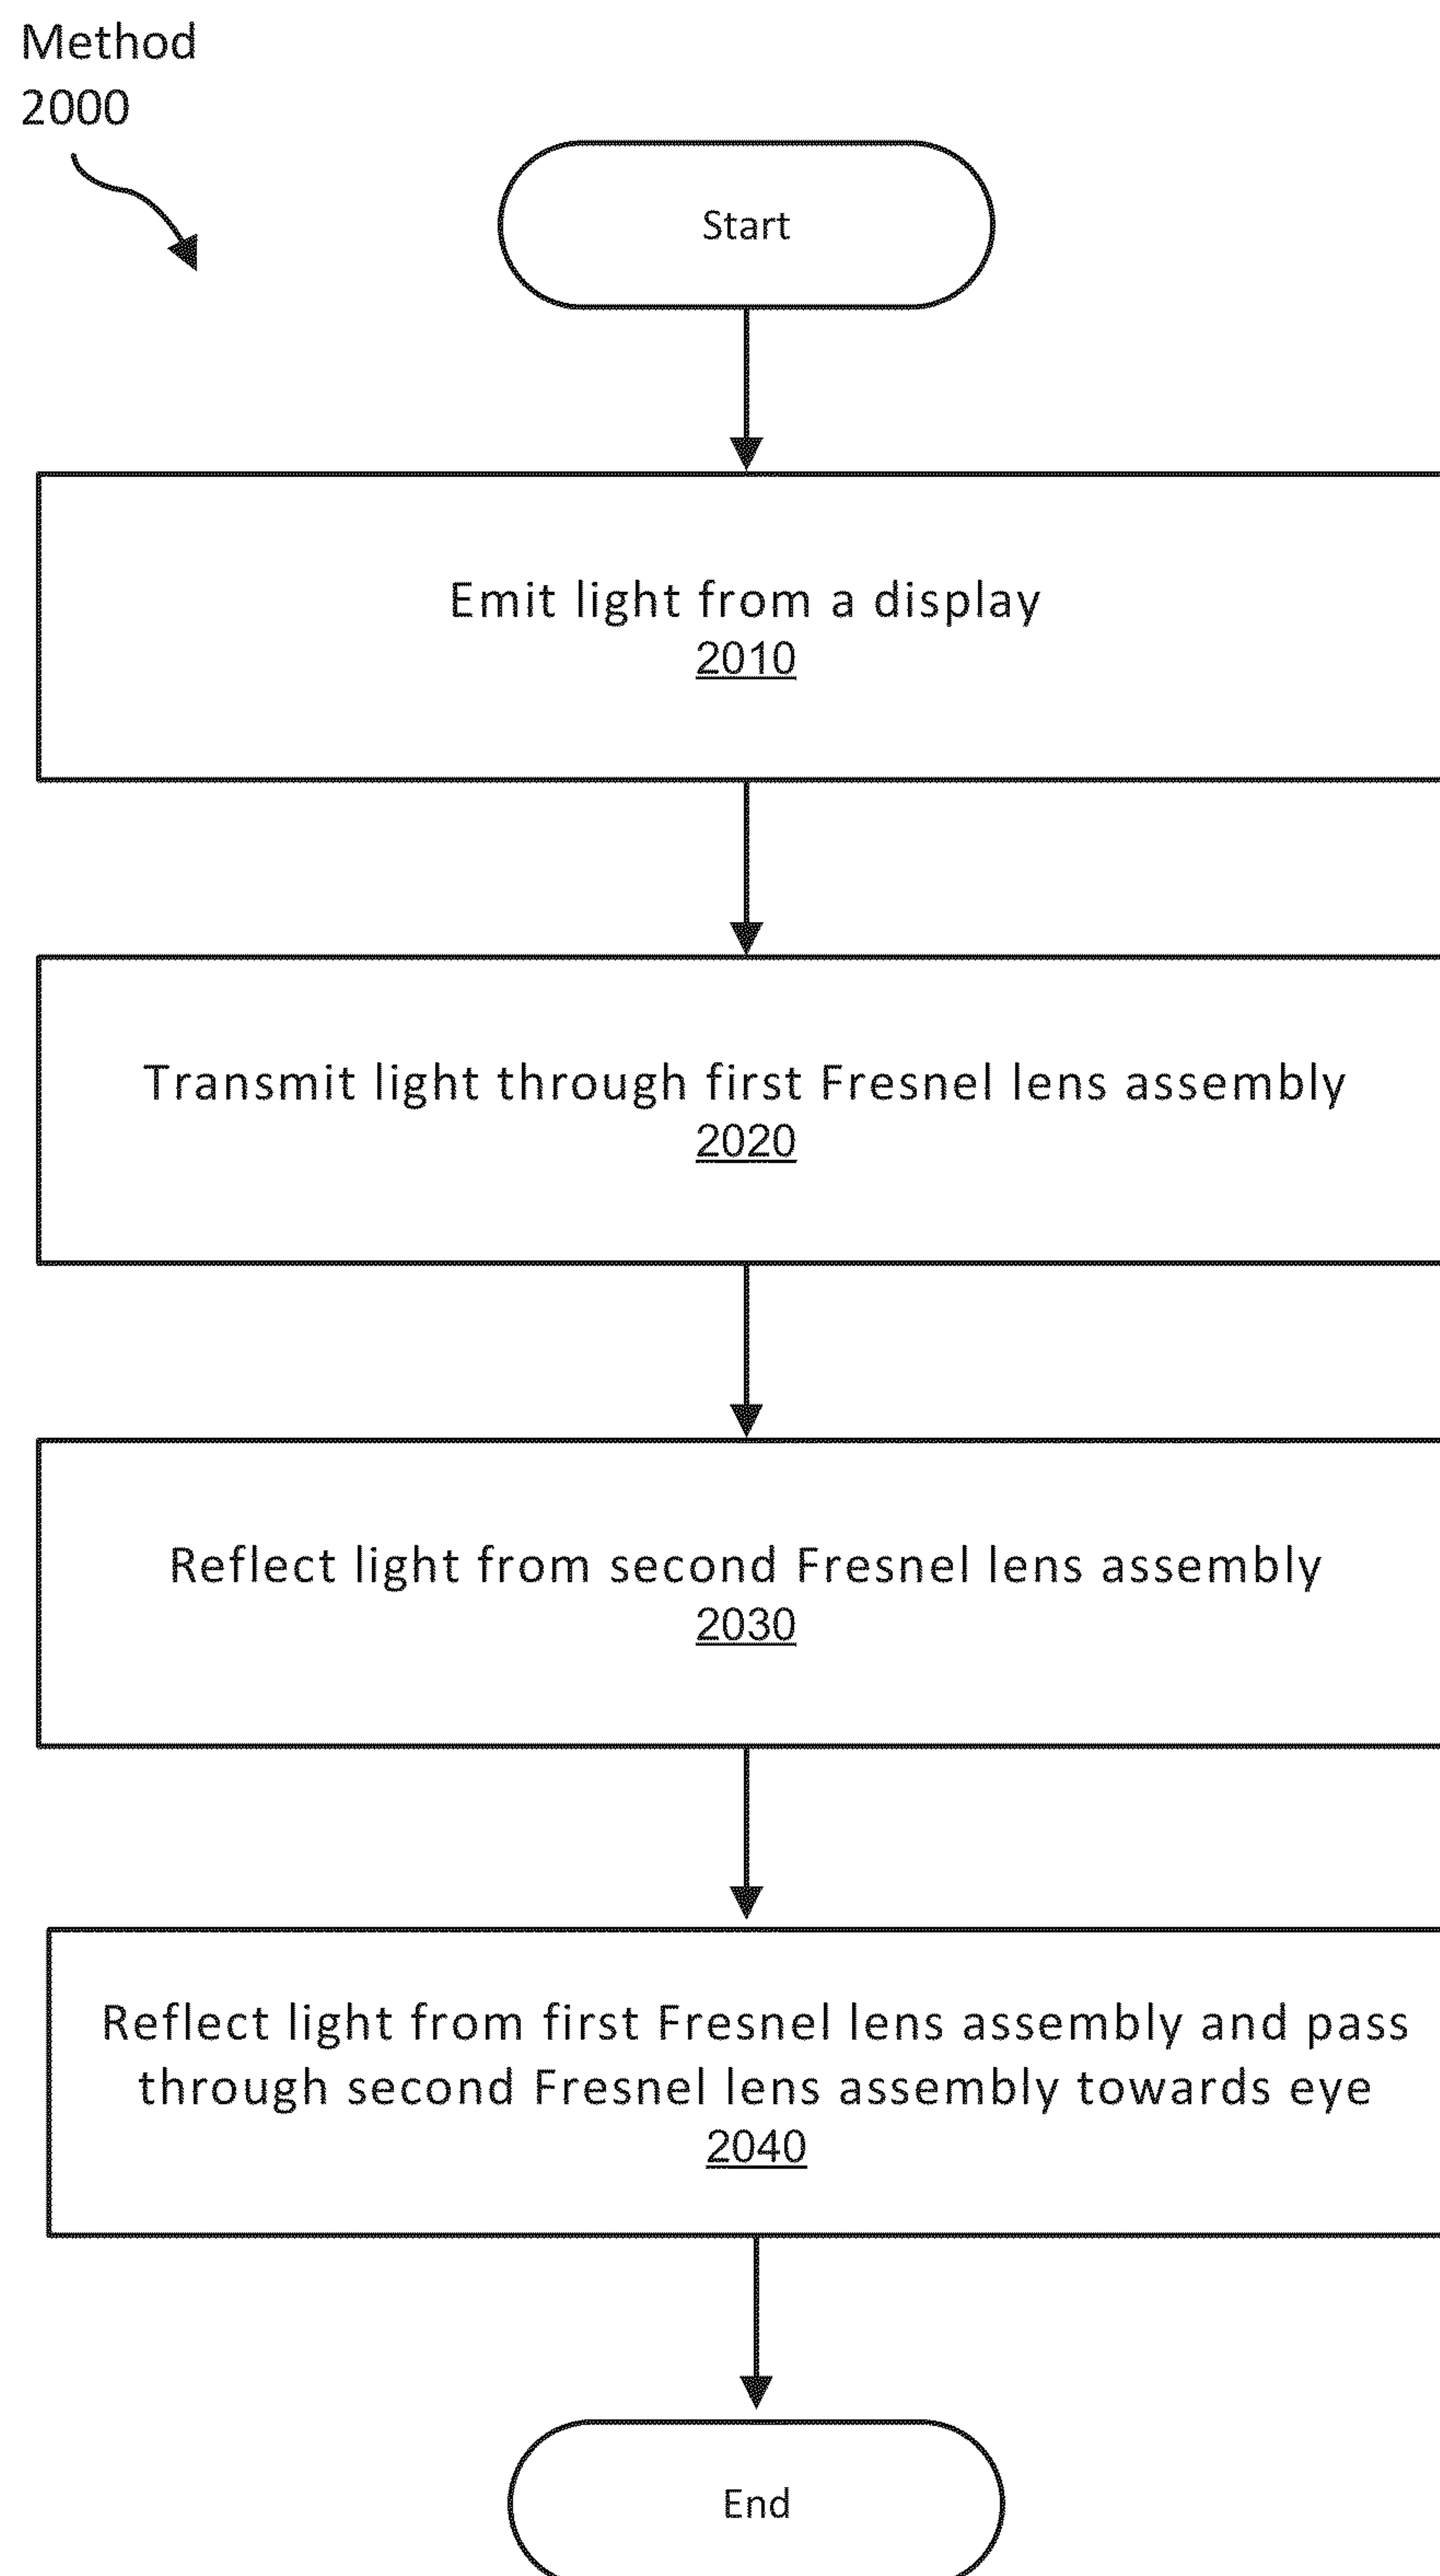 Method
2000
Start
Emit light from a display
2010
Transmit light through first Fresnel lens assembly
2020
Reflect light from second Fresnel lens assembly
2030
Reflect light from first Fresnel lens assembly and pass
through second Fresnel lens assembly towards eye
2040
End